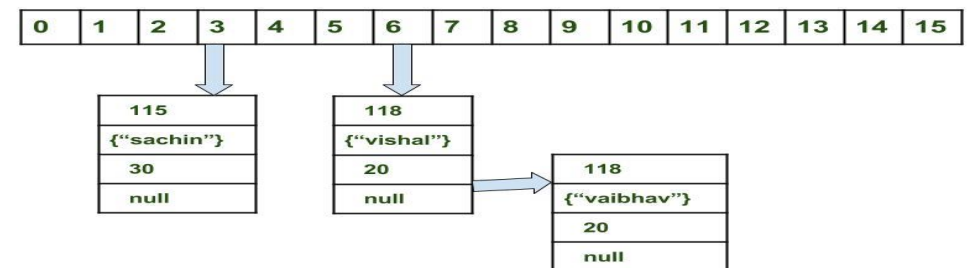 0 1 2 3 4 5 6 7 8 9 10 11 12 13 14 15
115
{“sachin”}
30
null
118
{“vishal”}
20
null
118
{“vaibhav”}
20
null